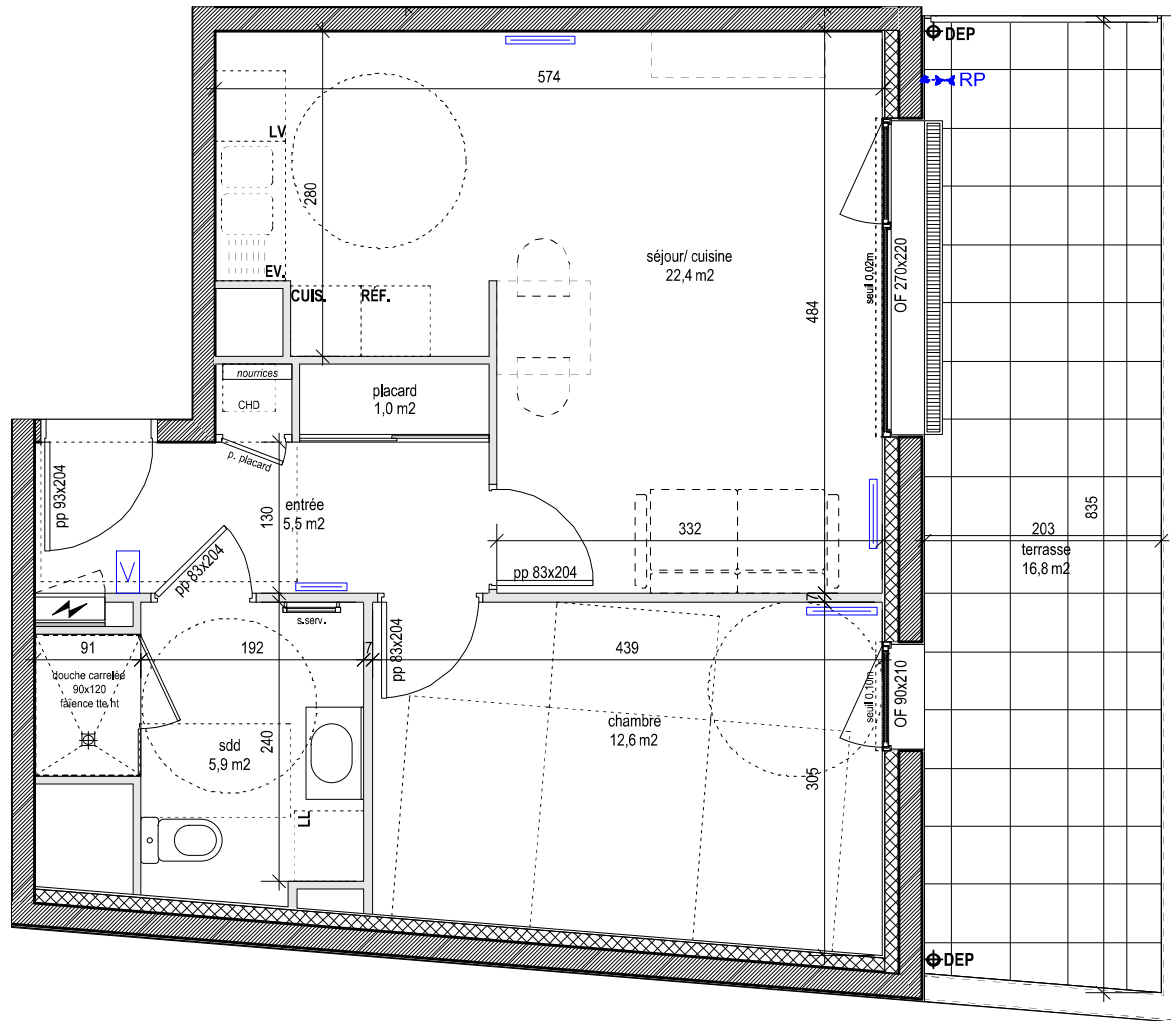 DEP
RP
574
LV
280
séjour/ cuisine
22,4 m2
seuil 0,02m
OF 270x220
EV.
CUIS.
REF.
484
nourrices
CHD
placard
1,0 m2
p. placard
pp 93x204
entrée
5,5 m2
130
332
203
terrasse
16,8 m2
835
V
pp 83x204
pp 83x204
7
s.serv.
91
192
7
pp 83x204
439
douche carrelée
90x120
faïence tte ht
seuil 0,10m
OF 90x210
chambre
12,6 m2
sdd
5,9 m2
240
305
LL
DEP